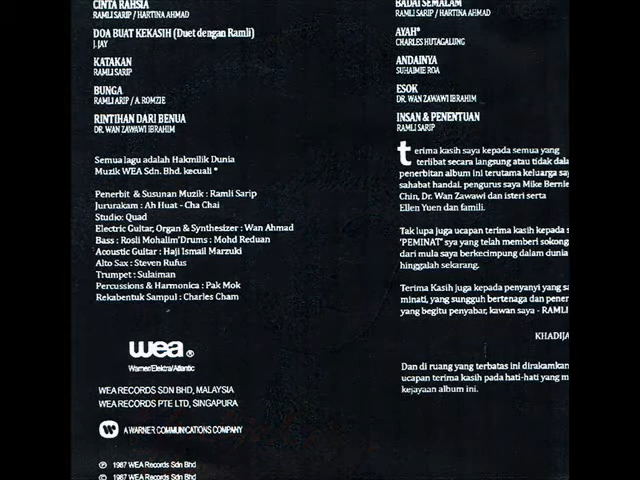 CINTA RAHSIA
RAMLI SARIP / HARTINA AHMAD
DOA BUAT KEKASIH (Duet dengan Ramli)
J. JAY
KATAKAN
RAMLI SARIP
BUNGA
RAMLI ARIP / A. ROMZIE
RINTIHAN DARI BENUA
DR. WAN ZAWAWI IBRAHIM
Semua lagu adalah Hakmilik Dunia
Muzik WEA Sdn. Bhd. kecuali *
Penerbit & Susunan Muzik : Ramli Sarip
Jururakam : Ah Huat - Cha Chai
Studio: Quad
Electric Guitar, Organ & Synthesizer : Wan Ahmad
Bass : Rosli Mohalim'Drums : Mohd Reduan
Acoustic Guitar : Haji Ismail Marzuki
Alto Sax : Steven Rufus
Trumpet : Sulaiman
Percussions & Harmonica : Pak Mok
Rekabentuk Sampul : Charles Cham
wea®
Warner/Elektra/Atlantic
WEA RECORDS SDN BHD, MALAYSIA
WEA RECORDS PTE LTD, SINGAPURA
A WARNER COMMUNICATIONS COMPANY
℗ 1987 WEA Records Sdn Bhd
© 1987 WEA Records Sdn Bhd
BADAI SEMALAM
RAMLI SARIP / HARTINA AHMAD
AYAH*
CHARLES HUTAGALUNG
ANDAINYA
SUHAIMIE ROA
ESOK
DR. WAN ZAWAWI IBRAHIM
INSAN & PENENTUAN
RAMLI SARIP
terima kasih saya kepada semua yang
terlibat secara langsung atau tidak dala
penerbitan album ini terutama keluarga say
sahabat handai. pengurus saya Mike Bernie
Chin, Dr. Wan Zawawi dan isteri serta
Ellen Yuen dan famili.
Tak lupa juga ucapan terima kasih kepada s
'PEMINAT' sya yang telah memberi sokong
dari mula saya berkecimpung dalam dunia
hinggalah sekarang.
Terima Kasih juga kepada penyanyi yang sa
minati, yang sungguh bertenaga dan pener
yang begitu penyabar, kawan saya - RAMLI
KHADIJA
Dan di ruang yang terbatas ini dirakamkan
ucapan terima kasih pada hati-hati yang m
kejayaan album ini.